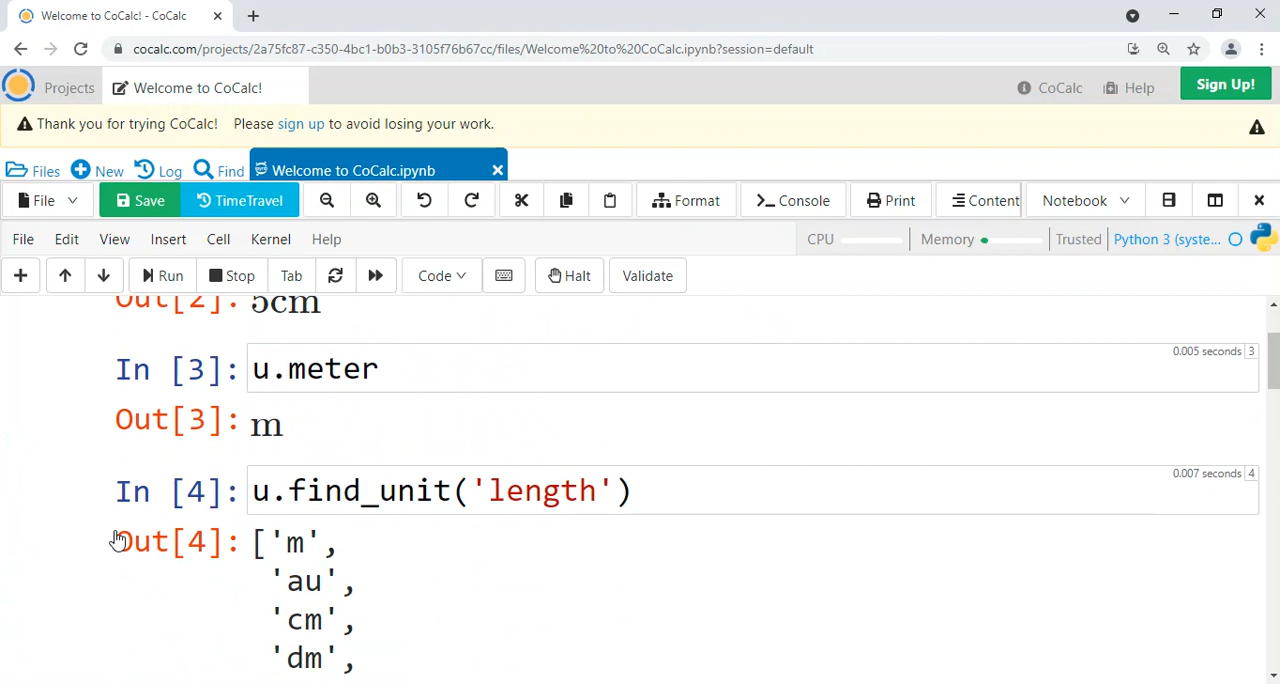 Welcome to CoCalc! - CoCalc
cocalc.com/projects/2a75fc87-c350-4bc1-b0b3-3105f76b67cc/files/Welcome%20to%20CoCalc.ipynb?session=default
Projects Welcome to CoCalc! CoCalc Help Sign Up!
Thank you for trying CoCalc! Please sign up to avoid losing your work.
Files New Log Find Welcome to CoCalc.ipynb
File Save TimeTravel Format Console Print Content Notebook
File Edit View Insert Cell Kernel Help CPU Memory Trusted Python 3 (syste...
Run Stop Tab Code Halt Validate
Out[2]: 5cm
0.005 seconds 3
In [3]: u.meter
Out[3]: m
0.007 seconds 4
In [4]: u.find_unit('length')
Out[4]: ['m',
'au',
'cm',
'dm',